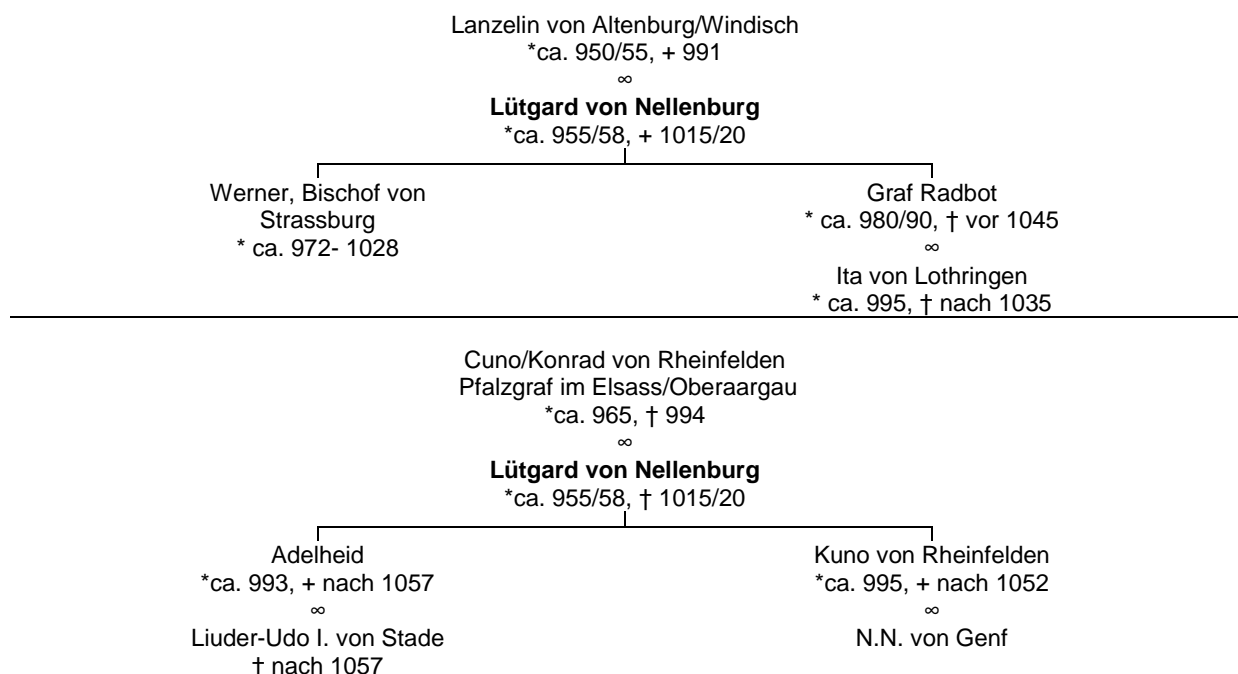 Lanzelin von Altenburg/Windisch
*ca. 950/55, + 991
∞
Lütgard von Nellenburg
*ca. 955/58, + 1015/20
Werner, Bischof von
Strassburg
* ca. 972- 1028
Graf Radbot
* ca. 980/90, † vor 1045
∞
Ita von Lothringen
* ca. 995, † nach 1035
Cuno/Konrad von Rheinfelden
Pfalzgraf im Elsass/Oberaargau
*ca. 965, † 994
∞
Lütgard von Nellenburg
*ca. 955/58, † 1015/20
Adelheid
*ca. 993, + nach 1057
∞
Liuder-Udo I. von Stade
† nach 1057
Kuno von Rheinfelden
*ca. 995, + nach 1052
∞
N.N. von Genf